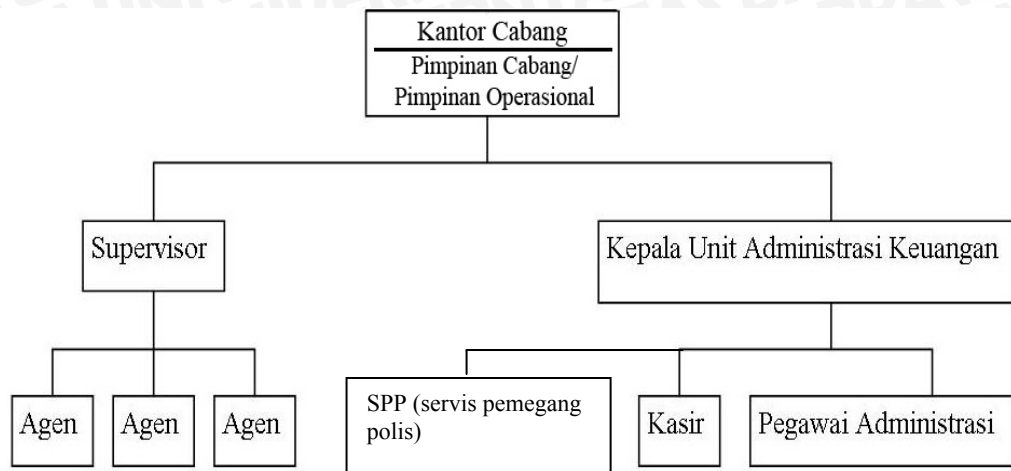 Kantor Cabang
Pimpinan Cabang/
Pimpinan Operasional
Supervisor
Kepala Unit Administrasi Keuangan
Agen
Agen
Agen
SPP (servis pemegang
polis)
Kasir
Pegawai Administrasi